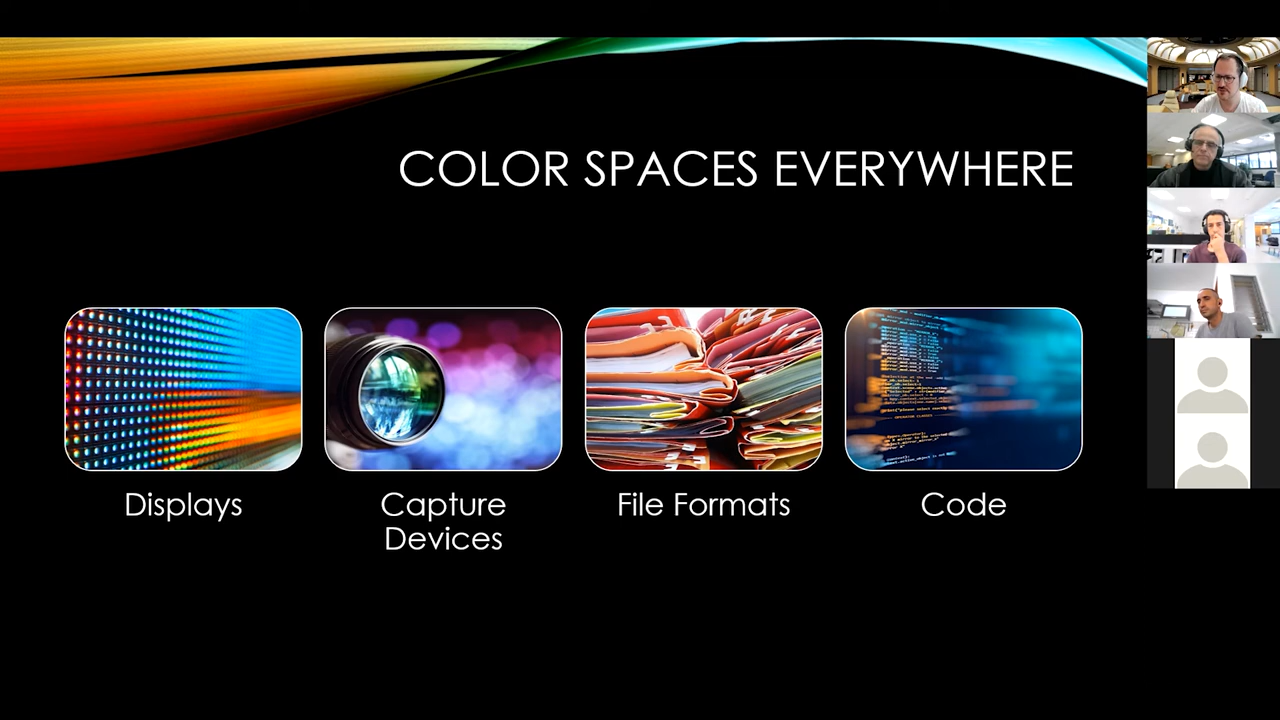 COLOR SPACES EVERYWHERE
Displays
Capture
Devices
File Formats
Code